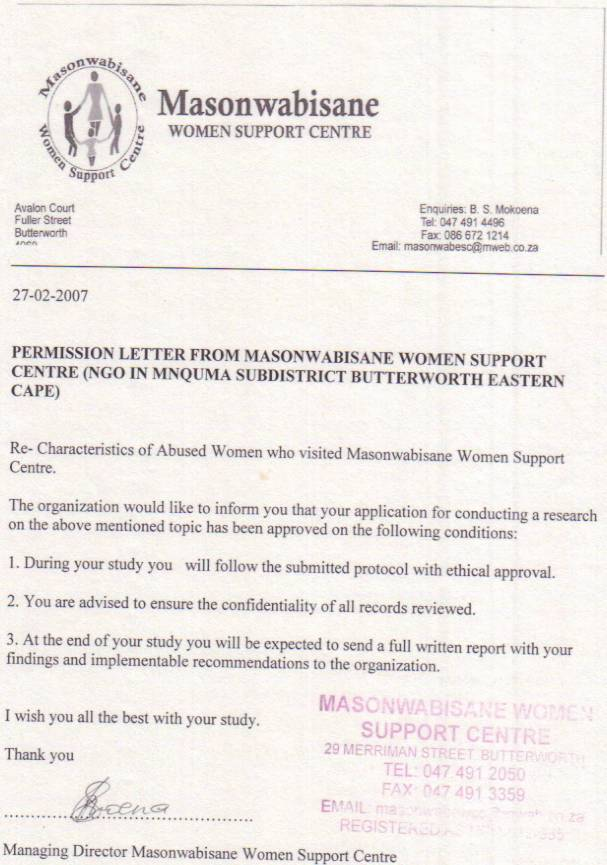 Masonwabisane
Women Support Centre
Masonwabisane
WOMEN SUPPORT CENTRE
Avalon Court
Fuller Street
Butterworth
Enquiries: B. S. Mokoena
Tel: 047 491 4496
Fax: 086 672 1214
Email: masonwabesc@mweb.co.za
27-02-2007
PERMISSION LETTER FROM MASONWABISANE WOMEN SUPPORT
CENTRE (NGO IN MNQUMA SUBDISTRICT BUTTERWORTH EASTERN
CAPE)
Re- Characteristics of Abused Women who visited Masonwabisane Women Support
Centre.
The organization would like to inform you that your application for conducting a research
on the above mentioned topic has been approved on the following conditions:
1. During your study you will follow the submitted protocol with ethical approval.
2. You are advised to ensure the confidentiality of all records reviewed.
3. At the end of your study you will be expected to send a full written report with your
findings and implementable recommendations to the organization.
I wish you all the best with your study.
Thank you
MASONWABISANE WOMEN
SUPPORT CENTRE
29 MERRIMAN STREET BUTTERWORTH
TEL: 047 491 2050
FAX: 047 491 3359
EMAIL:
Managing Director Masonwabisane Women Support Centre